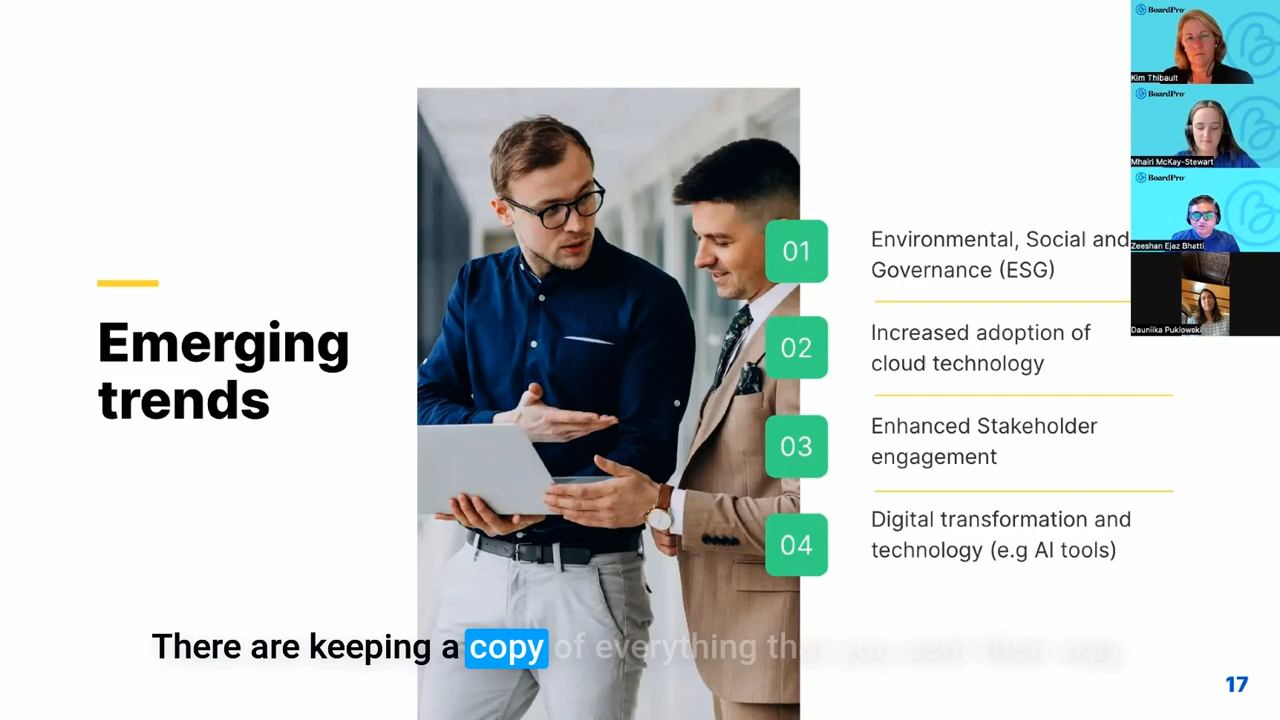 Emerging
trends
01
Environmental, Social and
Governance (ESG)
02
Increased adoption of
cloud technology
03
Enhanced Stakeholder
engagement
04
Digital transformation and
technology (e.g AI tools)
There are keeping a copy of everything that you sent their way
17
BoardPro
Kim Thibault
BoardPro
Mhairi McKay-Stewart
BoardPro
Zeeshan Ejaz Bhatti
Dauniika Puklowski